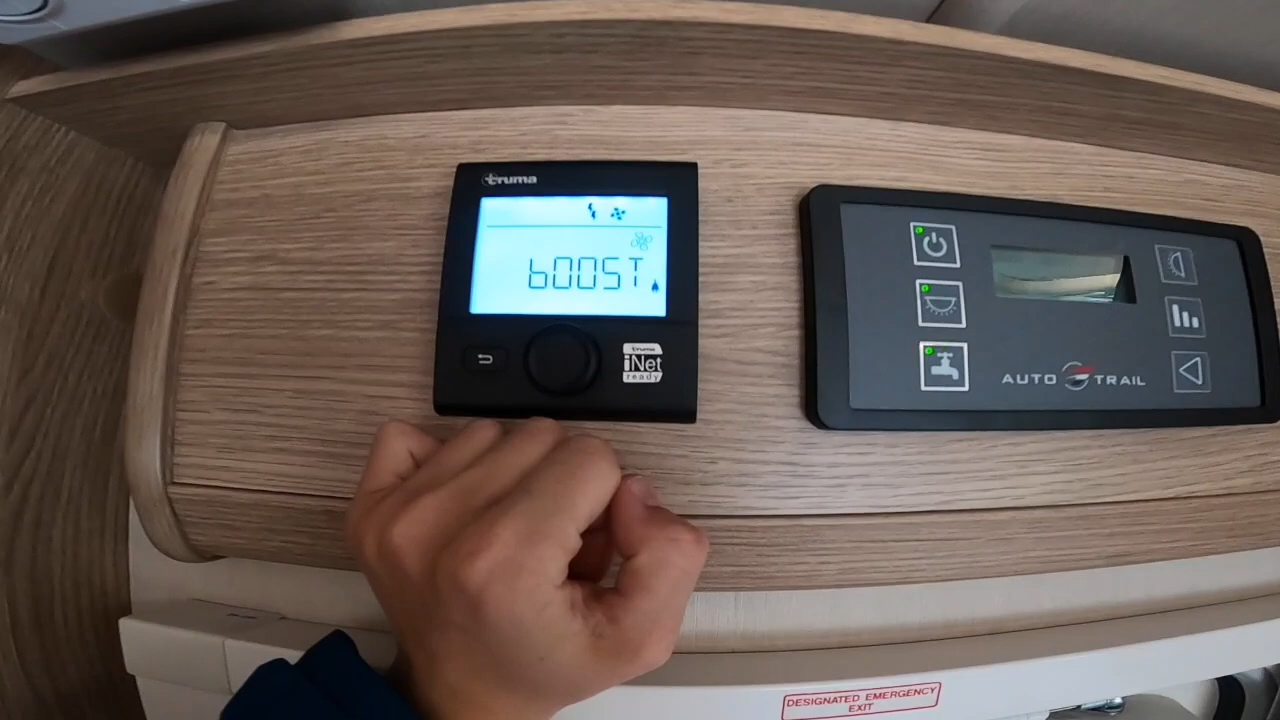 truma
bOOST
truma
iNet
ready
AUTO TRAIL
DESIGNATED EMERGENCY
EXIT